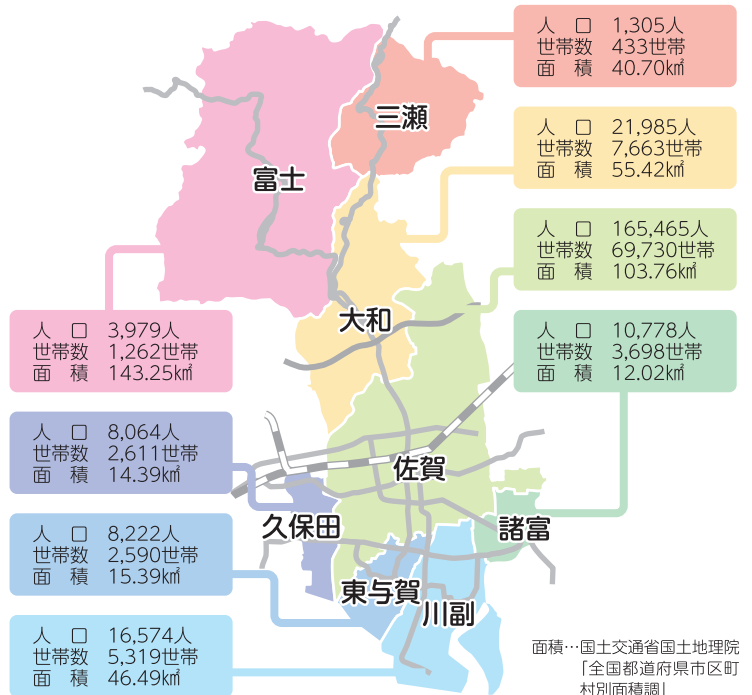 人　口　1,305人
世帯数　433世帯
面　積　40.70㎢
三瀬
人　口　21,985人
世帯数　7,663世帯
面　積　55.42㎢
富士
人　口　165,465人
世帯数　69,730世帯
面　積　103.76㎢
大和
人　口　3,979人
世帯数　1,262世帯
面　積　143.25㎢
人　口　10,778人
世帯数　3,698世帯
面　積　12.02㎢
人　口　8,064人
世帯数　2,611世帯
面　積　14.39㎢
佐賀
久保田
諸富
人　口　8,222人
世帯数　2,590世帯
面　積　15.39㎢
東与賀
川副
人　口　16,574人
世帯数　5,319世帯
面　積　46.49㎢
面積…国土交通省国土地理院
「全国都道府県市区町
村別面積調」